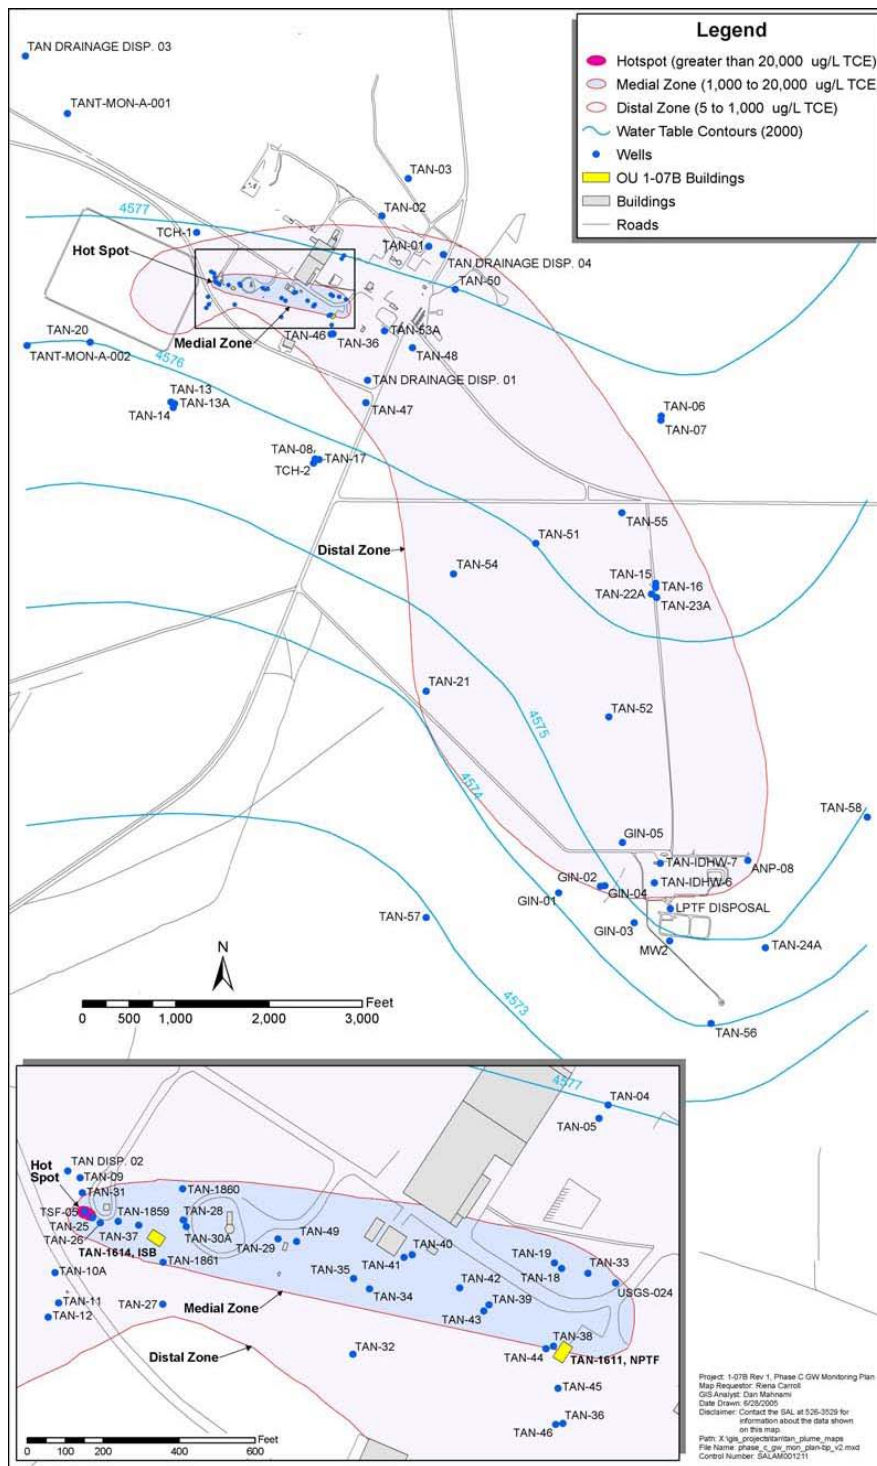 Legend
Hotspot (greater than 20,000 ug/L TCE)
Medial Zone (1,000 to 20,000 ug/L TCE)
Distal Zone (5 to 1,000 ug/L TCE)
Water Table Contours (2000)
Wells
OU 1-07B Buildings
Buildings
Roads
TAN DRAINAGE DISP. 03
TANT-MON-A-001
TAN-03
TAN-02
4577
TCH-1
TAN-01
Hot Spot
TAN DRAINAGE DISP. 04
TAN-50
TAN-20
TAN-46
TAN-36
TAN-53A
Medial Zone
TANT-MON-A-002
4576
TAN-48
TAN DRAINAGE DISP. 01
TAN-13
TAN-13A
TAN-14
TAN-47
TAN-06
TAN-07
TAN-08
TAN-17
TCH-2
TAN-55
TAN-51
Distal Zone
TAN-54
TAN-15
TAN-16
TAN-22A
TAN-23A
TAN-21
TAN-52
4575
4574
TAN-58
GIN-05
TAN-IDHW-7
ANP-08
GIN-02
TAN-IDHW-6
GIN-01
GIN-04
LPTF DISPOSAL
TAN-57
GIN-03
MW2
TAN-24A
N
Feet
0 500 1,000 2,000 3,000
4573
TAN-56
4577
TAN-04
TAN-05
Hot
Spot
TAN DISP. 02
TAN-09
TAN-31
TAN-1860
TSF-05
TAN-1859
TAN-28
TAN-25
TAN-37
TAN-30A
TAN-26
TAN-1614, ISB
TAN-29
TAN-49
TAN-40
TAN-41
TAN-19
TAN-33
TAN-1861
TAN-18
TAN-10A
TAN-35
TAN-42
USGS-024
TAN-34
TAN-11
TAN-27
Medial Zone
TAN-39
TAN-12
TAN-43
TAN-38
TAN-32
TAN-44
TAN-1611, NPTF
Distal Zone
TAN-45
TAN-36
TAN-46
Feet
0 200 400 600
Project: 1-07B Rev 1, Phase C GW Monitoring Plan
Map Requestor: Riena Carroll
GIS Analyst: Dan Mahnami
Date Drawn: 6/28/2005
Disclaimer: Contact the SAL at 526-3529 for
information about the data shown
on this map.
Path: X:\gis_projects\tan\tan_plume_maps
File Name: phase_c_gw_mon_plan-bp_v2.mxd
Control Number: SALAM001211